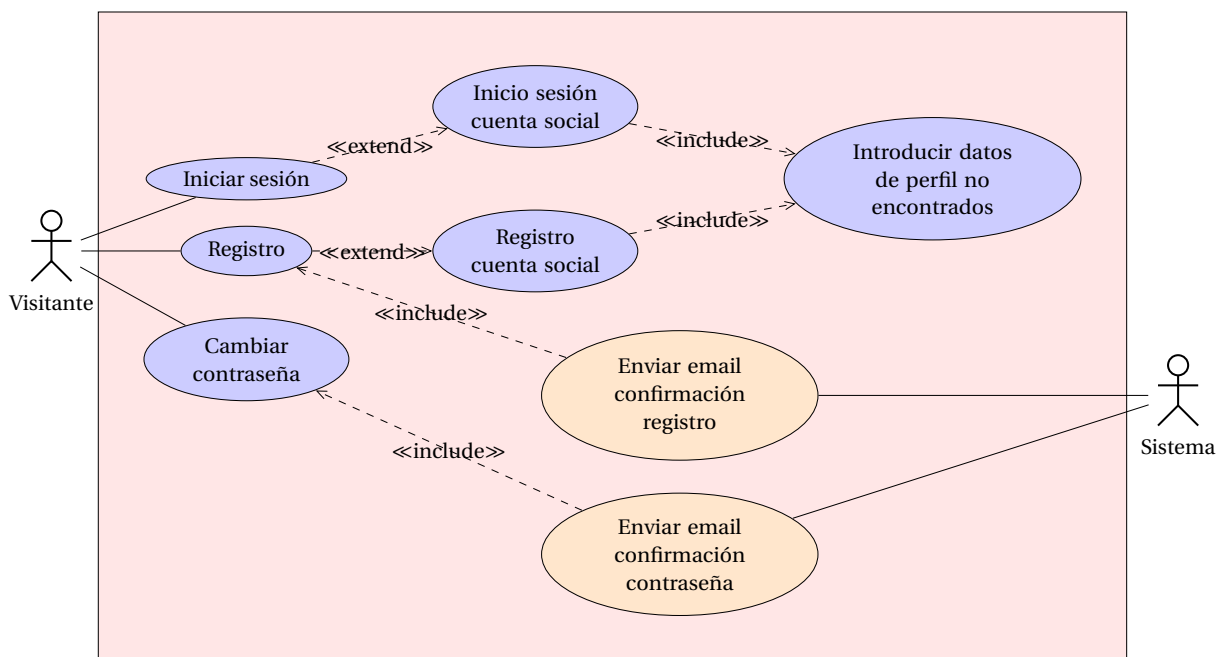 Inicio sesión
cuenta social
≪extend≫
≪include≫
Introducir datos
de perfil no
encontrados
Iniciar sesión
Registro
≪extend≫
Registro
cuenta social
≪include≫
Visitante
≪include≫
Cambiar
contraseña
Enviar email
confirmación
registro
Sistema
≪include≫
Enviar email
confirmación
contraseña